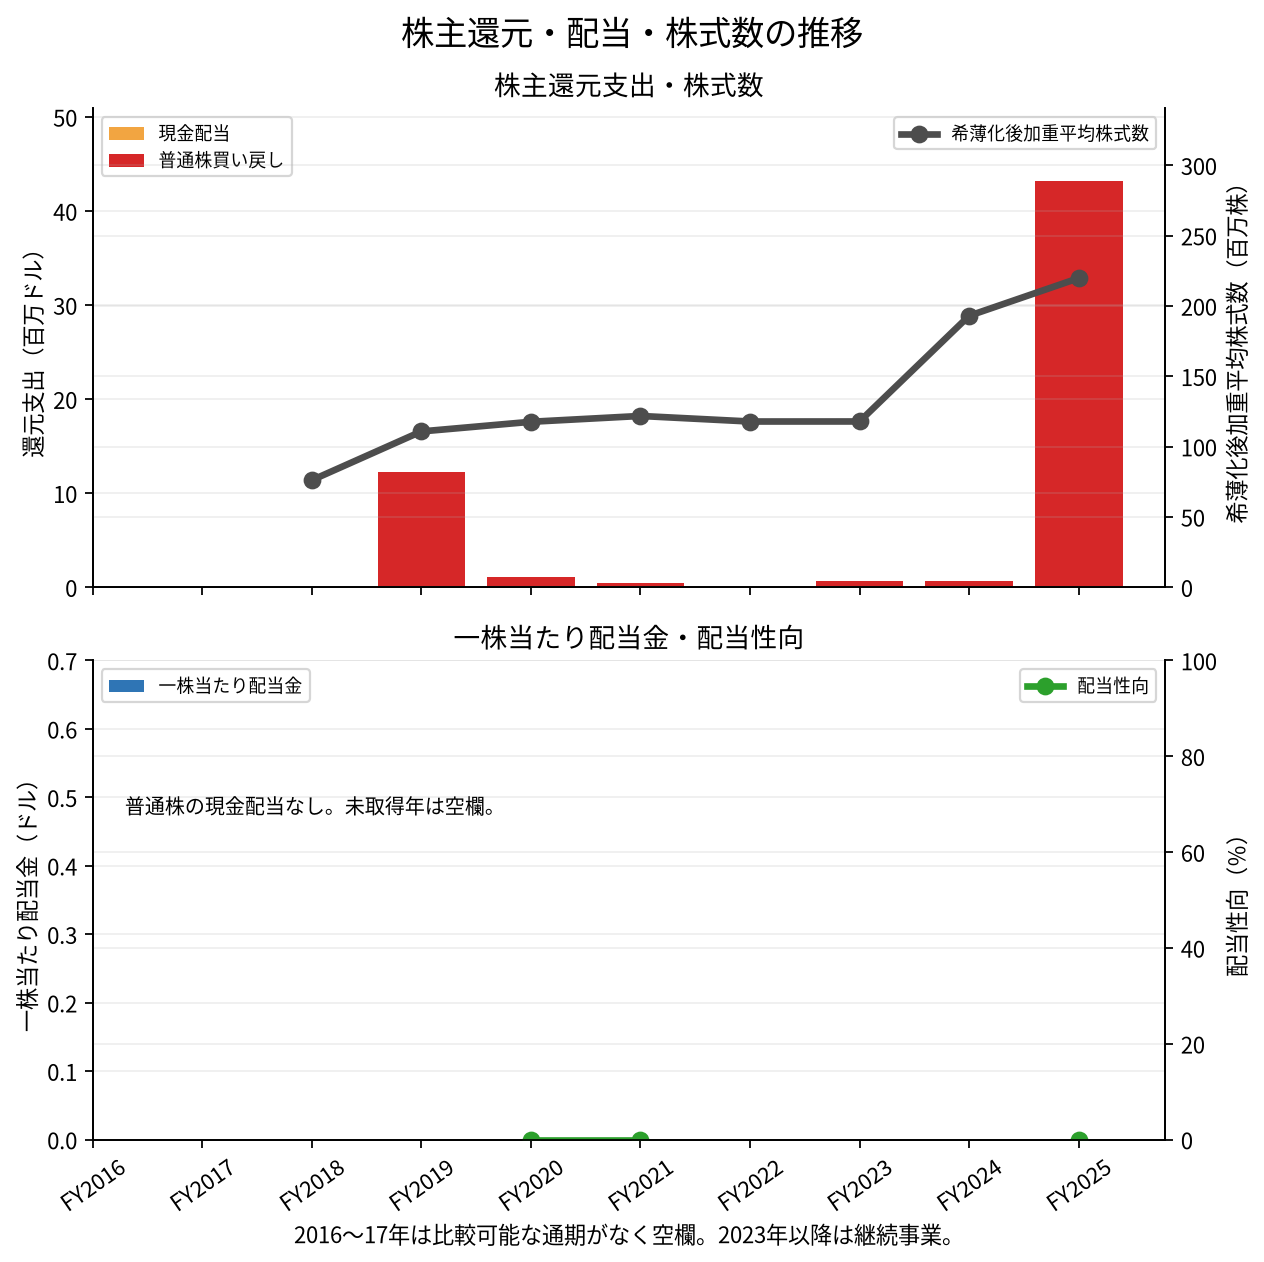 株主還元・配当・株式数の推移
株主還元支出・株式数
現金配当
普通株買い戻し
希薄化後加重平均株式数
還元支出（百万ドル）
50
40
30
20
10
0
300
250
200
150
100
50
0
希薄化後加重平均株式数（百万株）
一株当たり配当金・配当性向
一株当たり配当金
配当性向
普通株の現金配当なし。未取得年は空欄。
一株当たり配当金（ドル）
0.7
0.6
0.5
0.4
0.3
0.2
0.1
0.0
100
80
60
40
20
0
配当性向（%）
FY2016
FY2017
FY2018
FY2019
FY2020
FY2021
FY2022
FY2023
FY2024
FY2025
2016～17年は比較可能な通期がなく空欄。2023年以降は継続事業。